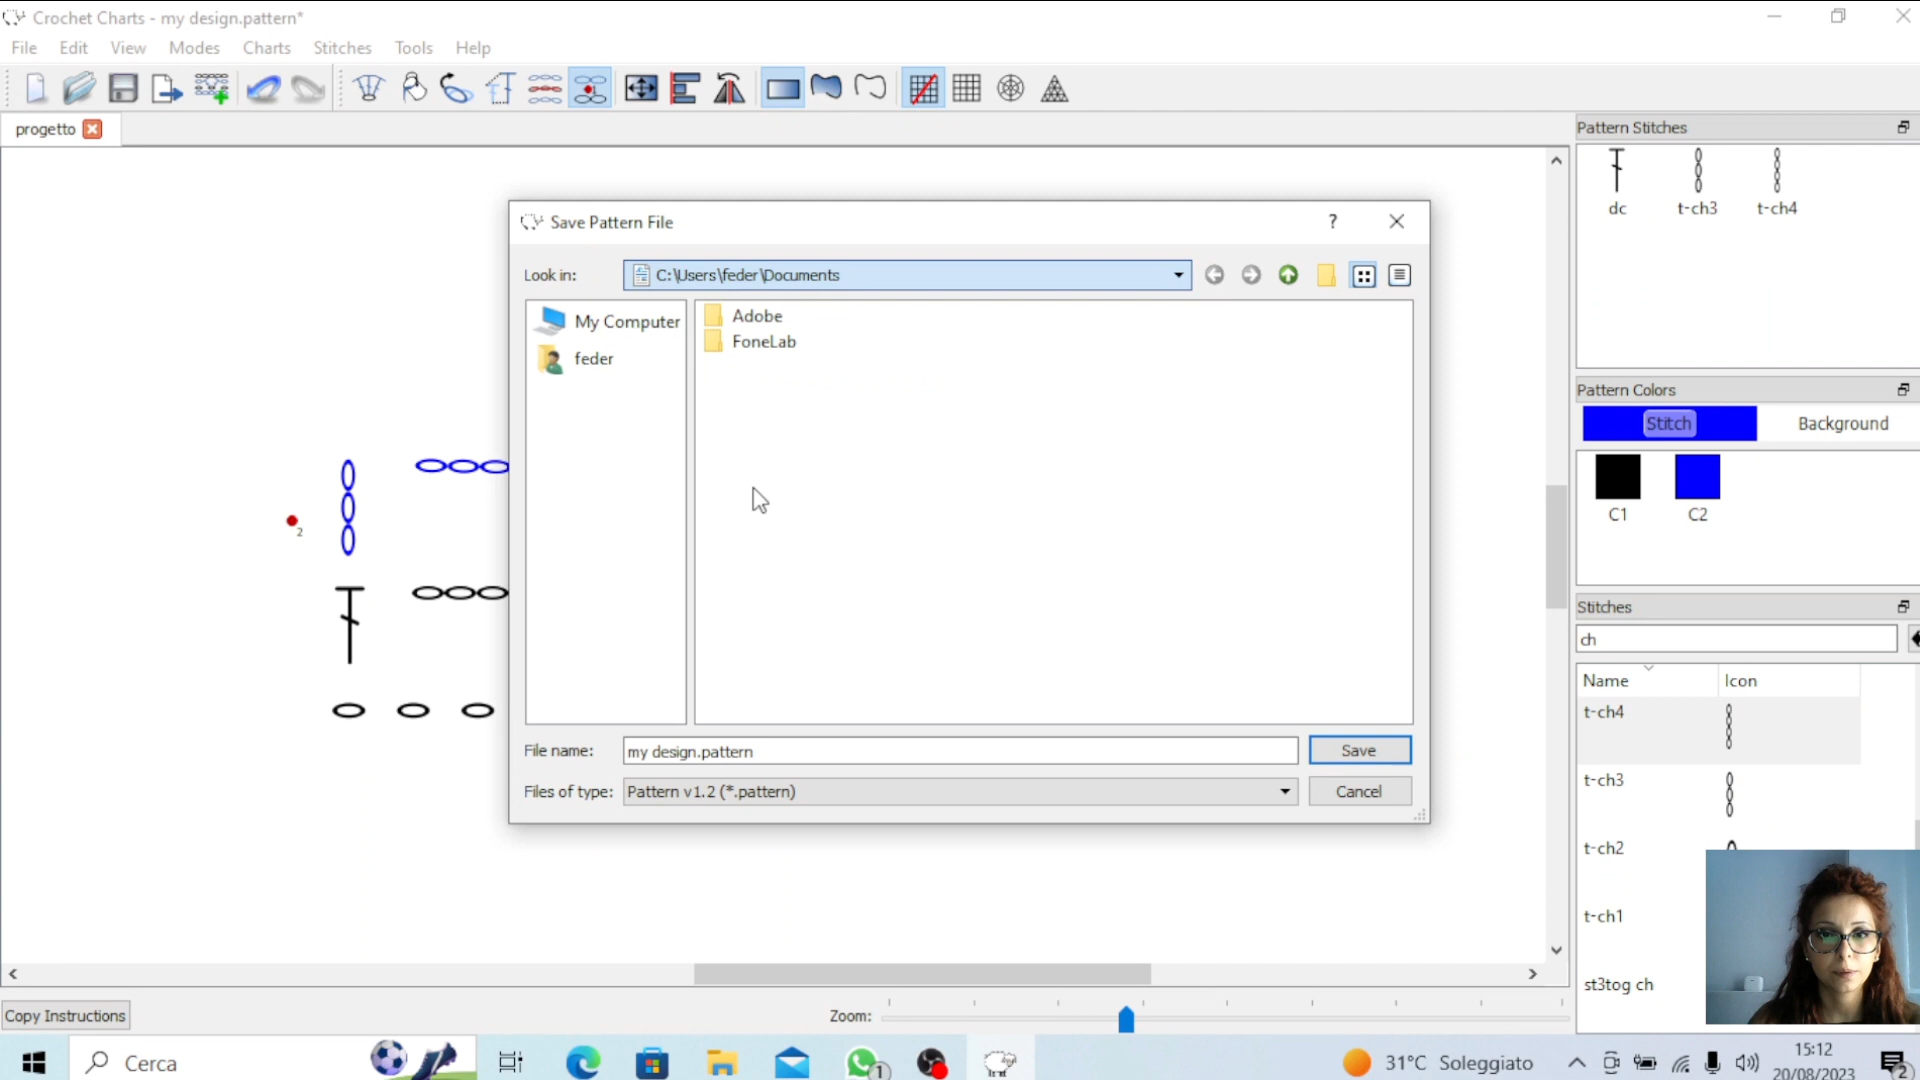 Crochet Charts - my design.pattern*
File Edit View Modes Charts Stitches Tools Help
progetto
Pattern Stitches
dc t-ch3 t-ch4
Save Pattern File
?
Look in: C:\Users\feder\Documents
My Computer
feder
Adobe
FoneLab
File name: my design.pattern Save
Files of type: Pattern v1.2 (*.pattern) Cancel
2
Pattern Colors
Stitch Background
C1 C2
Stitches
ch
Name Icon
t-ch4
t-ch3
t-ch2
t-ch1
st3tog ch
Copy Instructions
Zoom:
Cerca
1
31°C Soleggiato
15:12
20/08/2023
2